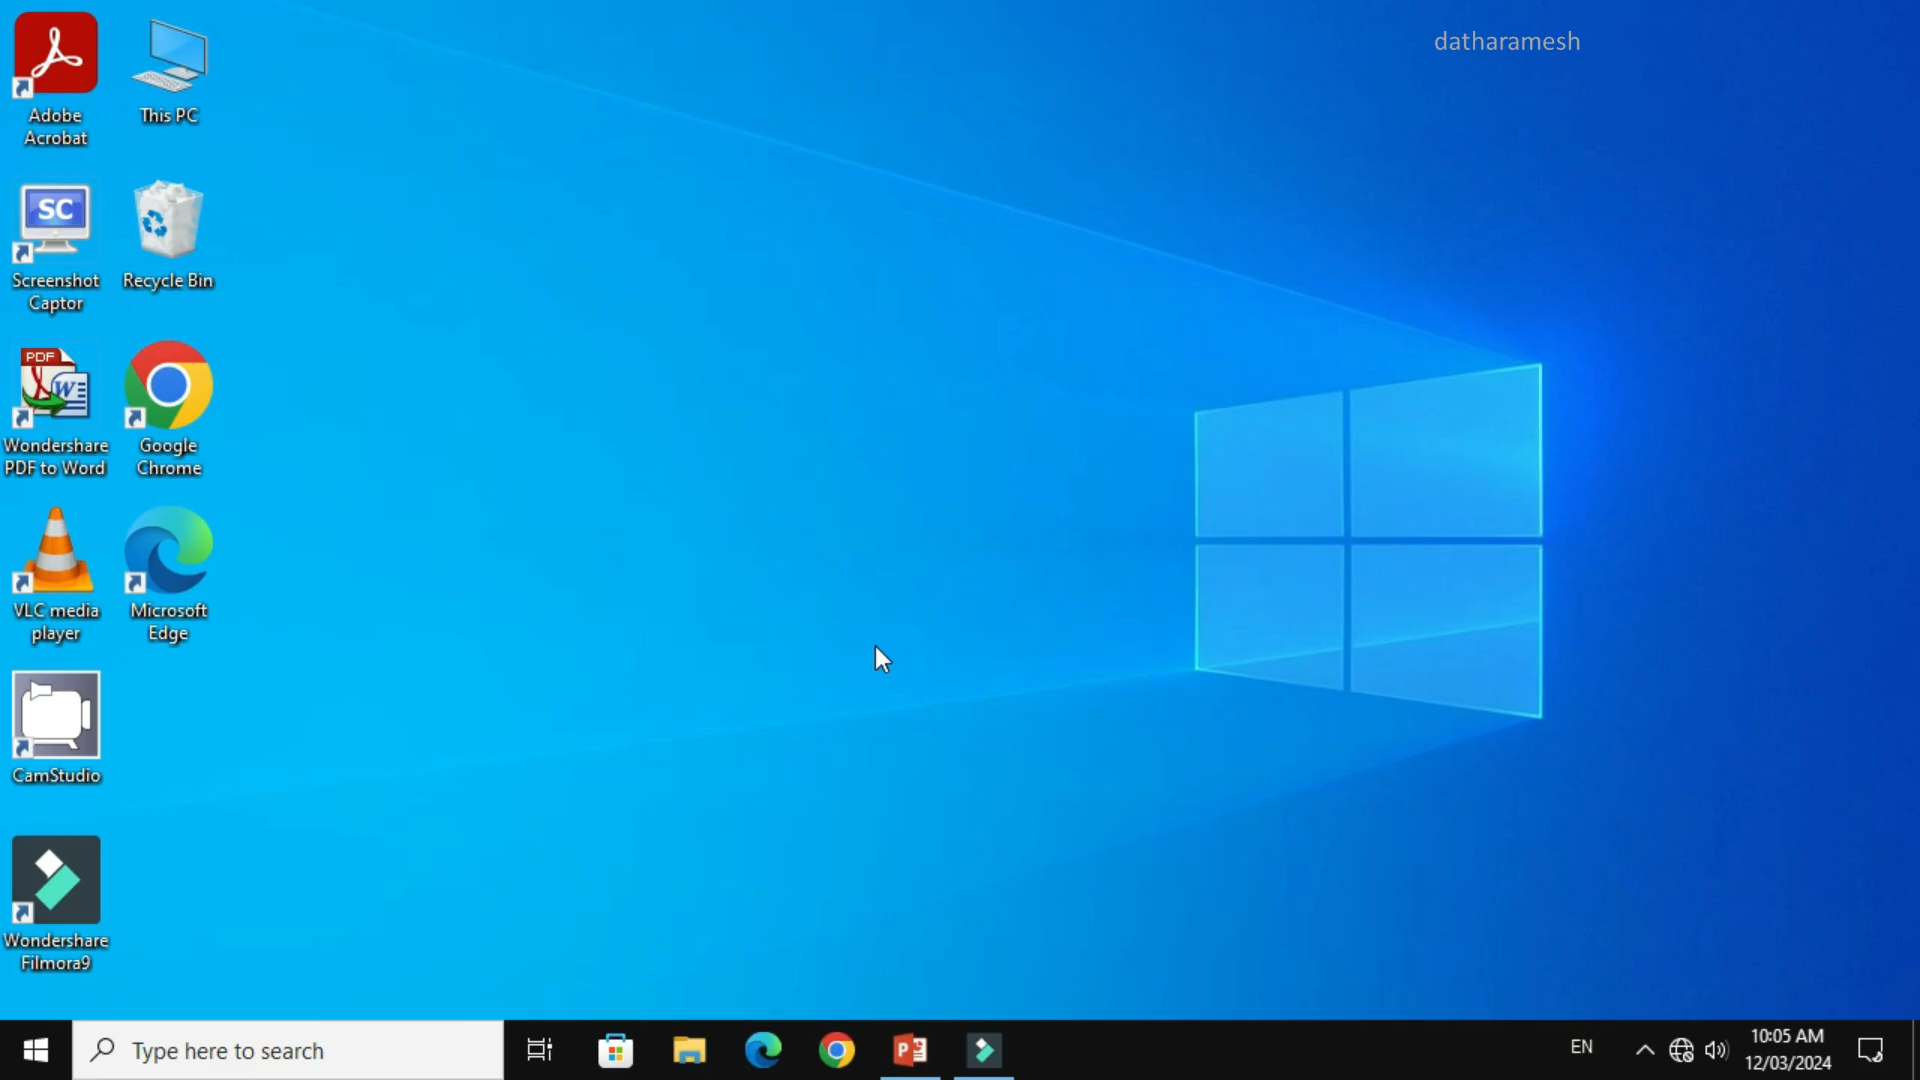 datharamesh
Adobe
Acrobat
This PC
SC
Screenshot
Captor
Recycle Bin
PDF
W
Wondershare
PDF to Word
Google
Chrome
VLC media
player
Microsoft
Edge
CamStudio
Wondershare
Filmora9
Type here to search
P
EN
10:05 AM
12/03/2024